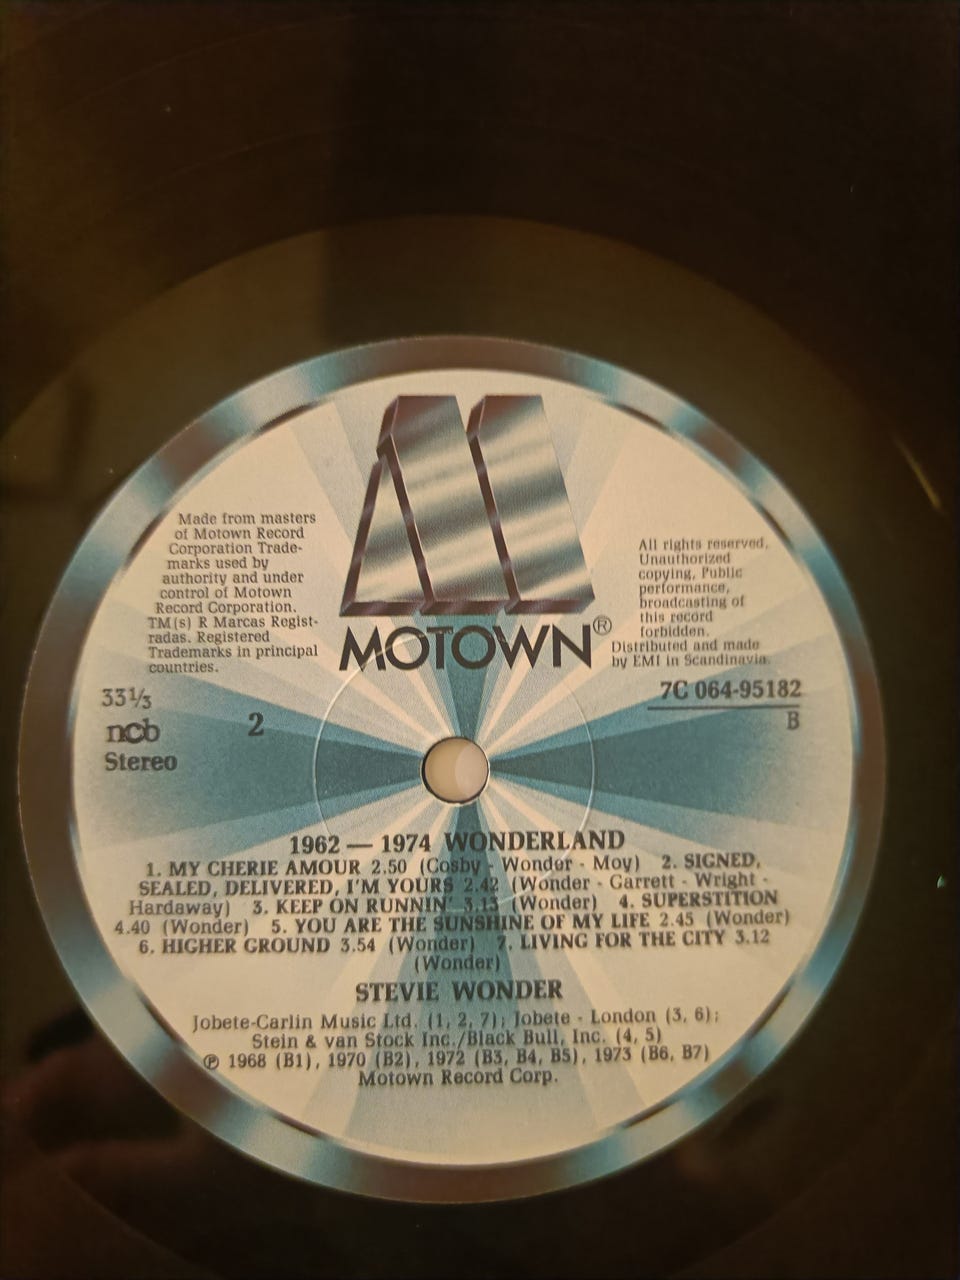 Made from masters
of Motown Record
Corporation Trade-
marks used by
authority and under
control of Motown
Record Corporation.
TM(s) R Marcas Regist-
radas. Registered
Trademarks in principal
countries.
MOTOWN®
All rights reserved.
Unauthorized
copying, Public
performance,
broadcasting of
this record
forbidden.
Distributed and made
by EMI in Scandinavia.
33⅓
ncb
Stereo
2
7C 064-95182
B
1962 — 1974 WONDERLAND
1. MY CHERIE AMOUR 2.50 (Cosby - Wonder - Moy) 2. SIGNED,
SEALED, DELIVERED, I'M YOURS 2.42 (Wonder - Garrett - Wright -
Hardaway) 3. KEEP ON RUNNIN' 3.13 (Wonder) 4. SUPERSTITION
4.40 (Wonder) 5. YOU ARE THE SUNSHINE OF MY LIFE 2.45 (Wonder)
6. HIGHER GROUND 3.54 (Wonder) 7. LIVING FOR THE CITY 3.12
(Wonder)
STEVIE WONDER
Jobete-Carlin Music Ltd. (1, 2, 7); Jobete - London (3, 6);
Stein & van Stock Inc./Black Bull, Inc. (4, 5)
℗ 1968 (B1), 1970 (B2), 1972 (B3, B4, B5), 1973 (B6, B7)
Motown Record Corp.